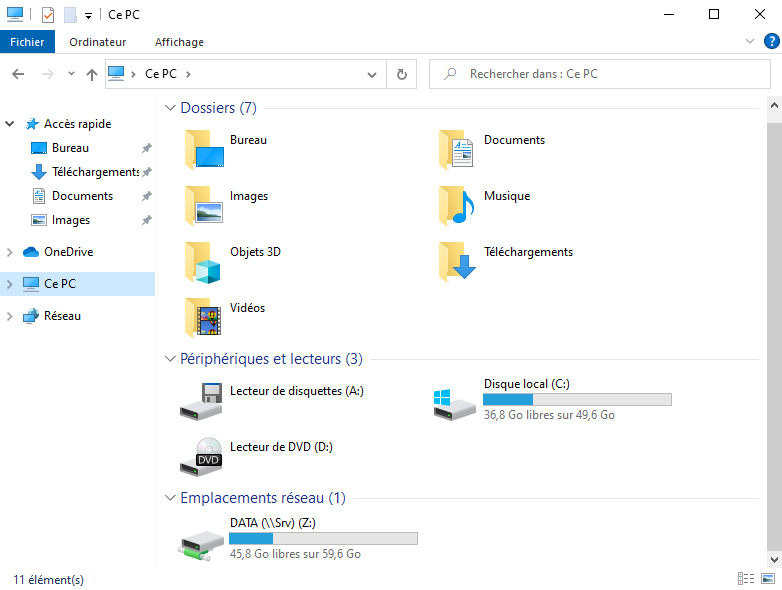 Ce PC
Fichier
Ordinateur
Affichage
?
Ce PC
Rechercher dans : Ce PC
Accès rapide
Bureau
Téléchargements
Documents
Images
OneDrive
Ce PC
Réseau
Dossiers (7)
Bureau
Documents
Images
Musique
Objets 3D
Téléchargements
Vidéos
Périphériques et lecteurs (3)
Lecteur de disquettes (A:)
Disque local (C:)
36,8 Go libres sur 49,6 Go
DVD
Lecteur de DVD (D:)
Emplacements réseau (1)
DATA (\\Srv) (Z:)
45,8 Go libres sur 59,6 Go
11 élément(s)